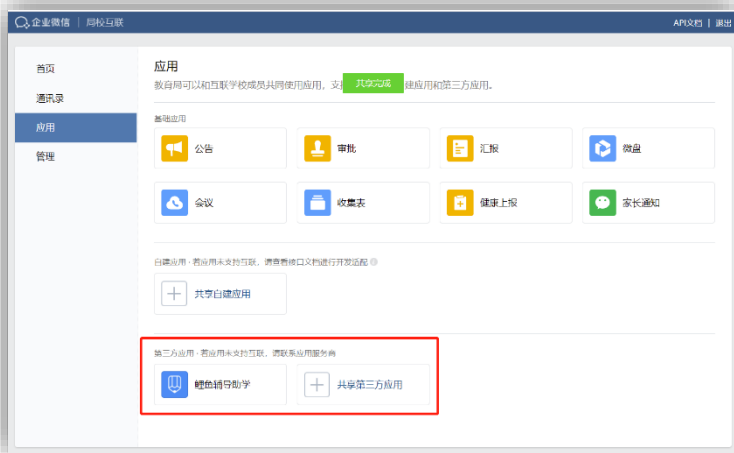 企业微信 | 局校互联
API文档 | 退出
首页
通讯录
应用
管理
应用
教育局可以和互联学校成员共同使用应用，支 共享完成 建应用和第三方应用。
基础应用
公告
审批
汇报
微盘
会议
收集表
健康上报
家长通知
自建应用 · 若应用未支持互联，请查看接口文档进行开发适配
共享自建应用
第三方应用 · 若应用未支持互联，请联系应用服务商
鲤鱼辅导助学
共享第三方应用